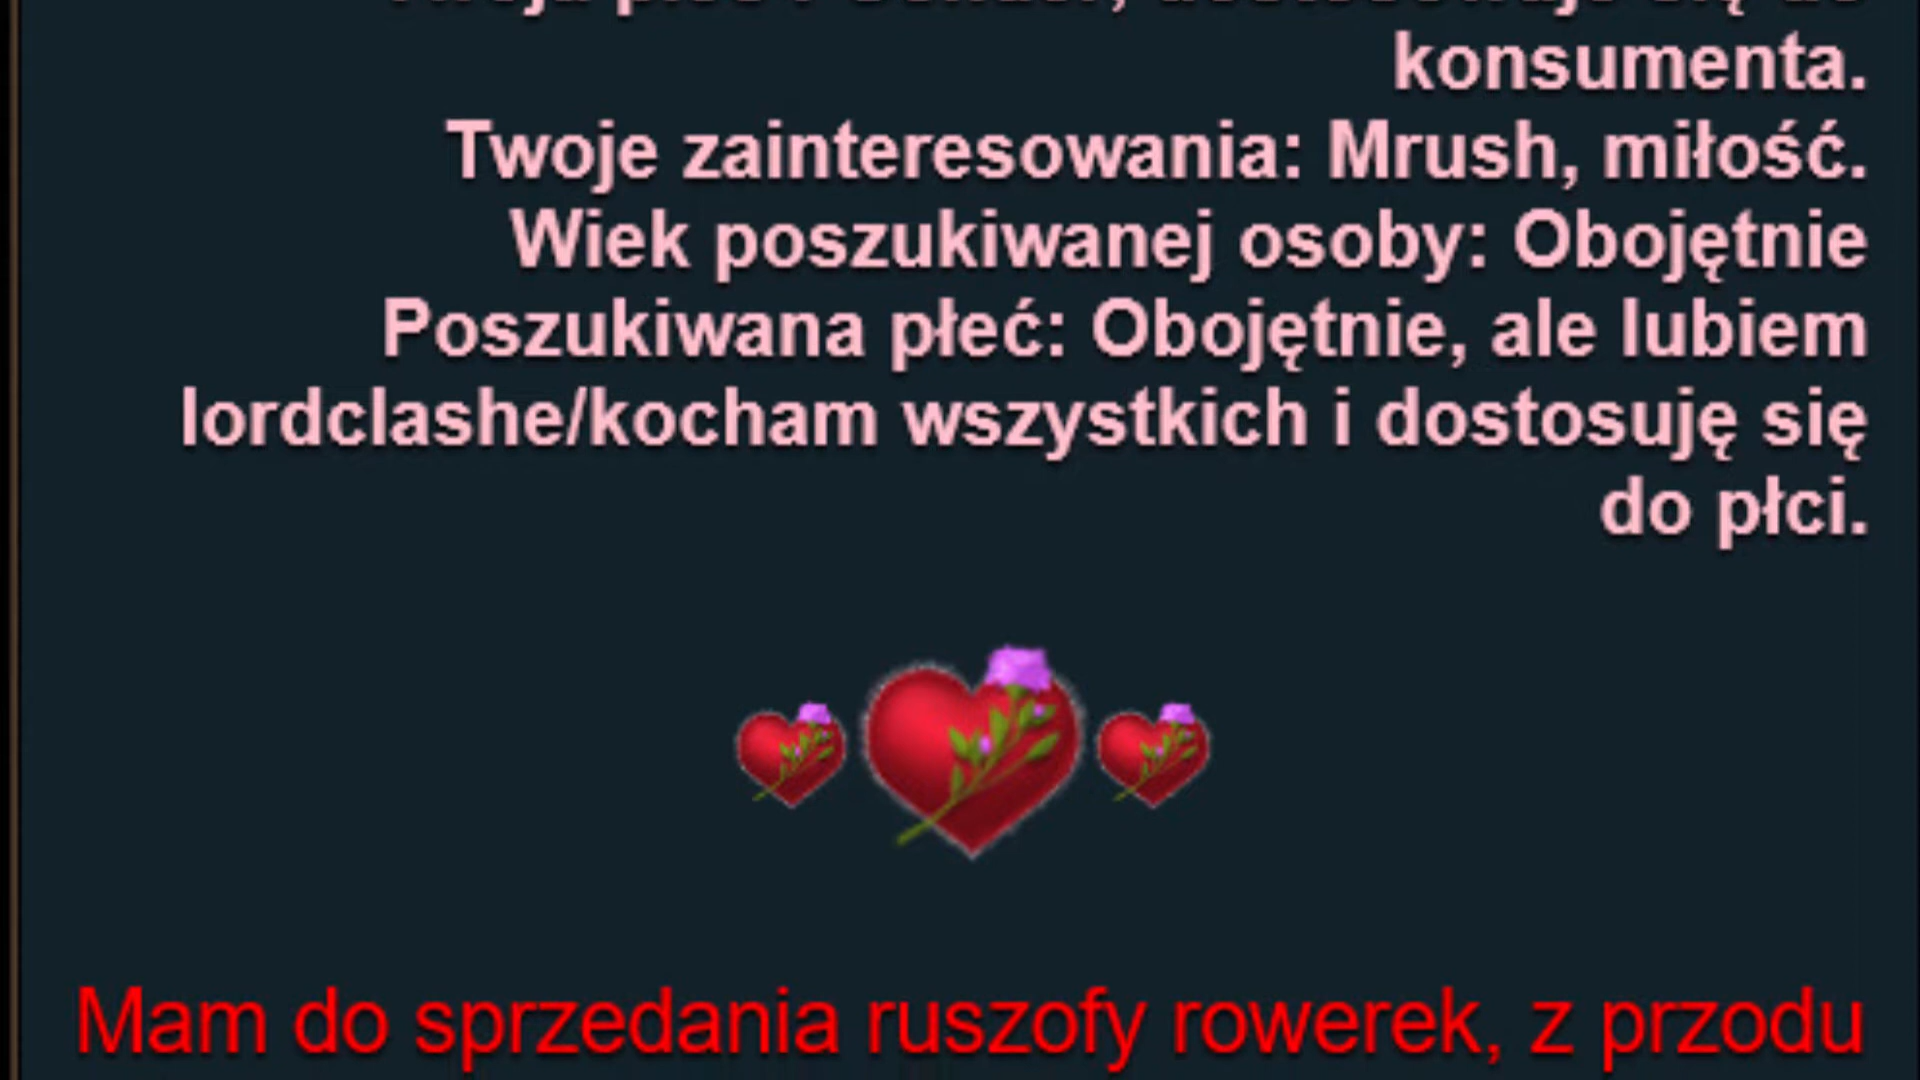 konsumenta.
Twoje zainteresowania: Mrush, miłość.
Wiek poszukiwanej osoby: Obojętnie
Poszukiwana płeć: Obojętnie, ale lubiem
lordclashe/kocham wszystkich i dostosuję się
do płci.
Mam do sprzedania ruszofy rowerek, z przodu